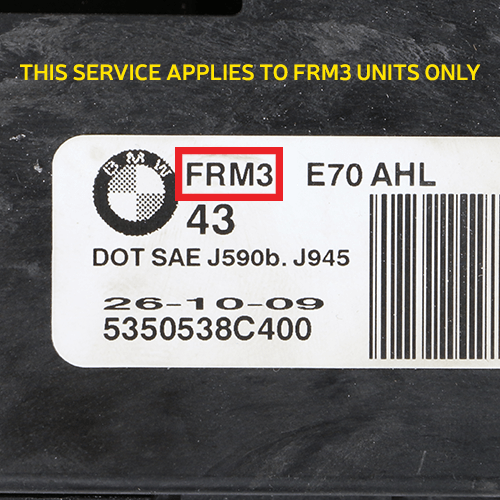 THIS SERVICE APPLIES TO FRM3 UNITS ONLY
BMW FRM3 E70 AHL
43
DOT SAE J590b. J945
26-10-09
5350538C400